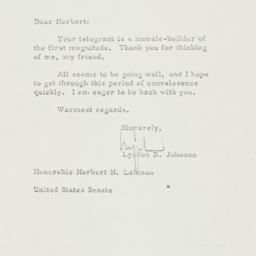 Dear Herbert:
Your telegram is a morale-builder of
the first magnitude. Thank you for thinking
of me, my friend.
All seems to be going well, and I hope
to get through this period of convalescence
quickly. I am eager to be back with you.
Warmest regards.
Sincerely,
Lyndon B. Johnson
Honorable Herbert H. Lehman
United States Senate